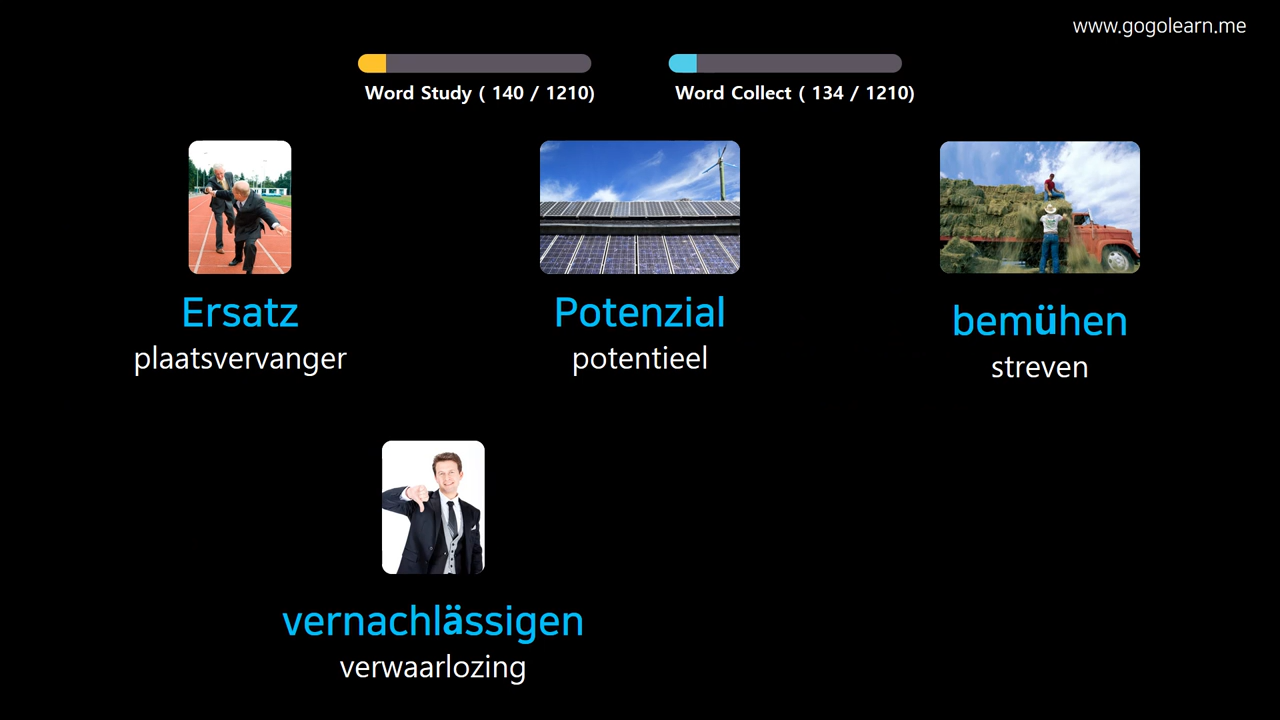 www.gogolearn.me
Word Study ( 140 / 1210)
Word Collect ( 134 / 1210)
Ersatz
plaatsvervanger
Potenzial
potentieel
bemühen
streven
vernachlässigen
verwaarlozing